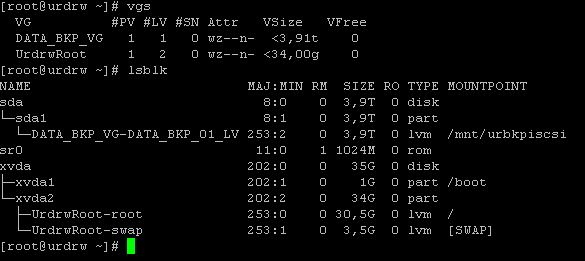 [root@urdrw ~]# vgs
  VG          #PV #LV #SN Attr   VSize   VFree
  DATA_BKP_VG   1   1   0 wz--n-  <3,91t    0
  UrdrwRoot     1   2   0 wz--n- <34,00g    0
[root@urdrw ~]# lsblk
NAME                           MAJ:MIN RM  SIZE RO TYPE MOUNTPOINT
sda                              8:0    0  3,9T  0 disk
└─sda1                           8:1    0  3,9T  0 part
  └─DATA_BKP_VG-DATA_BKP_01_LV 253:2    0  3,9T  0 lvm  /mnt/urbkpiscsi
sr0                             11:0    1 1024M  0 rom
xvda                           202:0    0   35G  0 disk
├─xvda1                        202:1    0    1G  0 part /boot
└─xvda2                        202:2    0   34G  0 part
  ├─UrdrwRoot-root             253:0    0 30,5G  0 lvm  /
  └─UrdrwRoot-swap             253:1    0  3,5G  0 lvm  [SWAP]
[root@urdrw ~]#